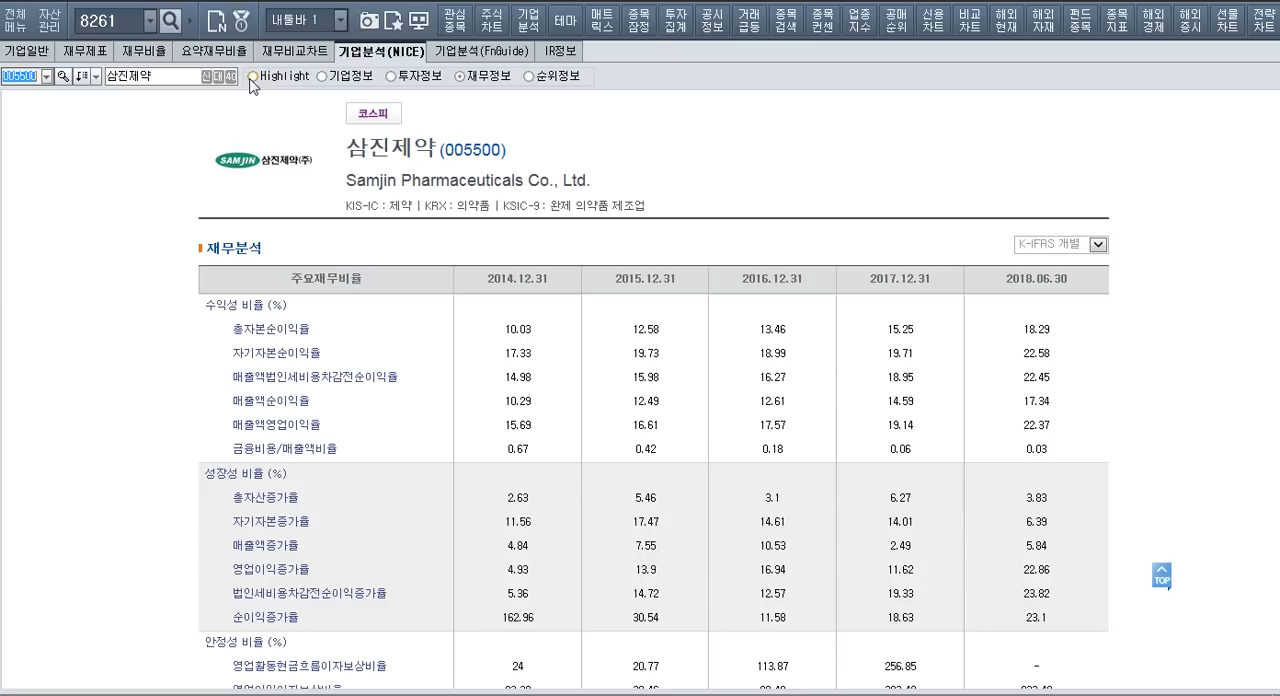 전체 자산 8261 내툴바 1 관심 주식 기업 테마 매트 종목 투자 공시 거래 종목 종목 업종 공매 신용 비교 해외 해외 펀드 종목 해외 해외 선물 전략
메뉴 관리 종목 차트 분석 릭스 잠정 집계 정보 급등 검색 컨센 지수 순위 차트 차트 현재 자재 종목 지표 경제 증시 차트 차트
기업일반 재무제표 재무비율 요약재무비율 재무비교차트 기업분석(NICE) 기업분석(FnGuide) IR정보
005500 삼진제약 신 대 40 Highlight 기업정보 투자정보 재무정보 순위정보
코스피
SAMJIN 삼진제약(주)
삼진제약 (005500)
Samjin Pharmaceuticals Co., Ltd.
KIS-IC : 제약 | KRX : 의약품 | KSIC-9 : 완제 의약품 제조업
재무분석 K-IFRS 개별
주요재무비율 2014.12.31 2015.12.31 2016.12.31 2017.12.31 2018.06.30
수익성 비율 (%)
총자본순이익율 10.03 12.58 13.46 15.25 18.29
자기자본순이익율 17.33 19.73 18.99 19.71 22.58
매출액법인세비용차감전순이익율 14.98 15.98 16.27 18.95 22.45
매출액순이익율 10.29 12.49 12.61 14.59 17.34
매출액영업이익율 15.69 16.61 17.57 19.14 22.37
금융비용/매출액비율 0.67 0.42 0.18 0.06 0.03
성장성 비율 (%)
총자산증가율 2.63 5.46 3.1 6.27 3.83
자기자본증가율 11.56 17.47 14.61 14.01 6.39
매출액증가율 4.84 7.55 10.53 2.49 5.84
영업이익증가율 4.93 13.9 16.94 11.62 22.86
법인세비용차감전순이익증가율 5.36 14.72 12.57 19.33 23.82
순이익증가율 162.96 30.54 11.58 18.63 23.1
TOP
안정성 비율 (%)
영업활동현금흐름이자보상비율 24 20.77 113.87 256.85 -